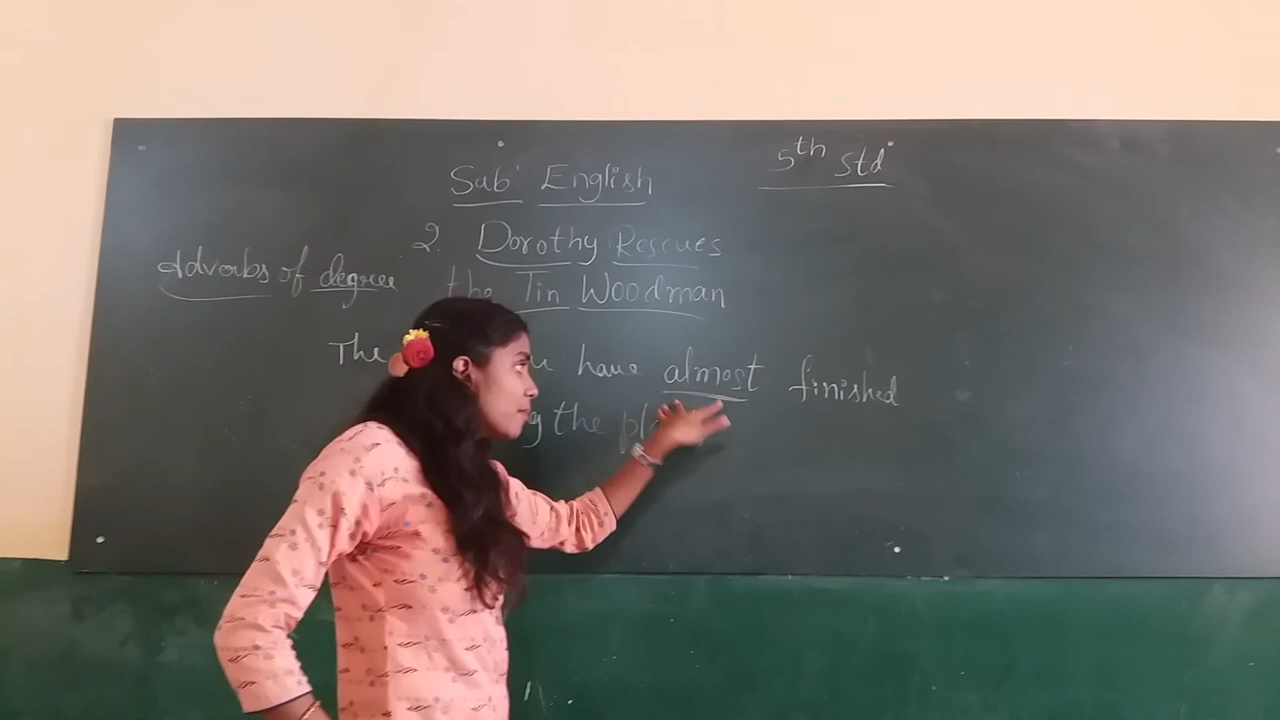 5th std
Sub' English
2. Dorothy Rescues
the Tin Woodman
Adverbs of degree
The have almost finished
the